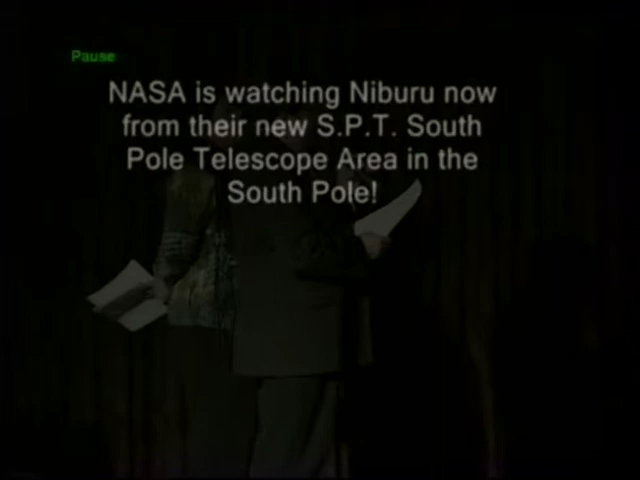 Pause
NASA is watching Niburu now
from their new S.P.T. South
Pole Telescope Area in the
South Pole!